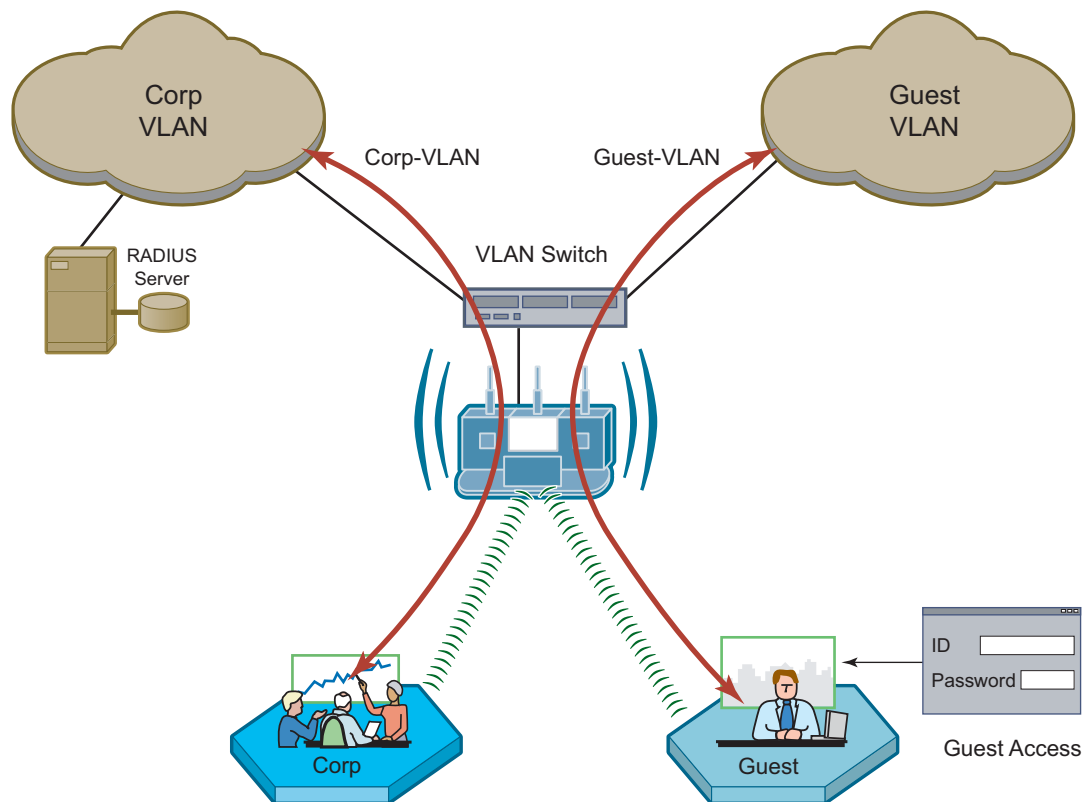 Corp
VLAN
Guest
VLAN
Corp-VLAN
Guest-VLAN
RADIUS
Server
VLAN Switch
ID
Password
Corp
Guest
Guest Access